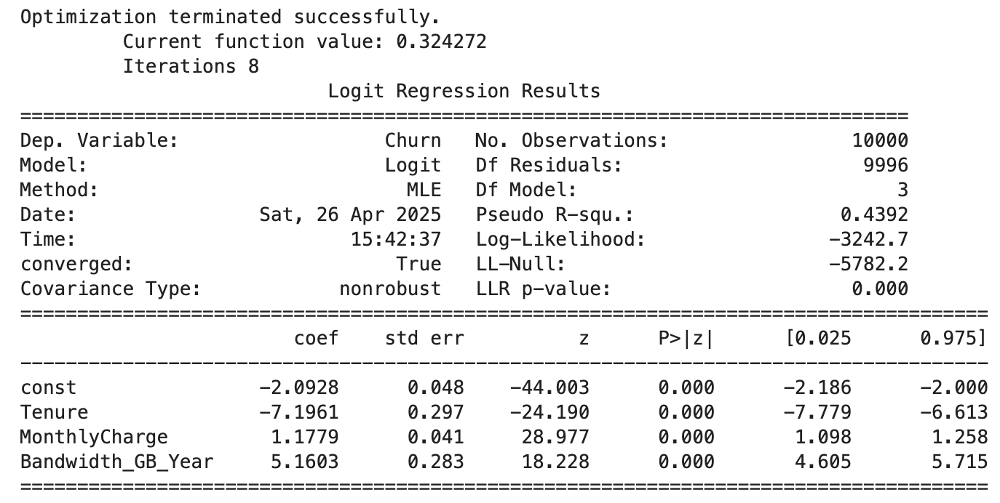 Optimization terminated successfully.
         Current function value: 0.324272
         Iterations 8
                           Logit Regression Results
==============================================================================
Dep. Variable:                  Churn   No. Observations:                10000
Model:                          Logit   Df Residuals:                     9996
Method:                           MLE   Df Model:                            3
Date:                Sat, 26 Apr 2025   Pseudo R-squ.:                  0.4392
Time:                        15:42:37   Log-Likelihood:                -3242.7
converged:                       True   LL-Null:                       -5782.2
Covariance Type:            nonrobust   LLR p-value:                     0.000
=====================================================================================
                        coef    std err          z      P>|z|      [0.025      0.975]
-------------------------------------------------------------------------------------
const                -2.0928      0.048    -44.003      0.000      -2.186      -2.000
Tenure               -7.1961      0.297    -24.190      0.000      -7.779      -6.613
MonthlyCharge         1.1779      0.041     28.977      0.000       1.098       1.258
Bandwidth_GB_Year     5.1603      0.283     18.228      0.000       4.605       5.715
=====================================================================================